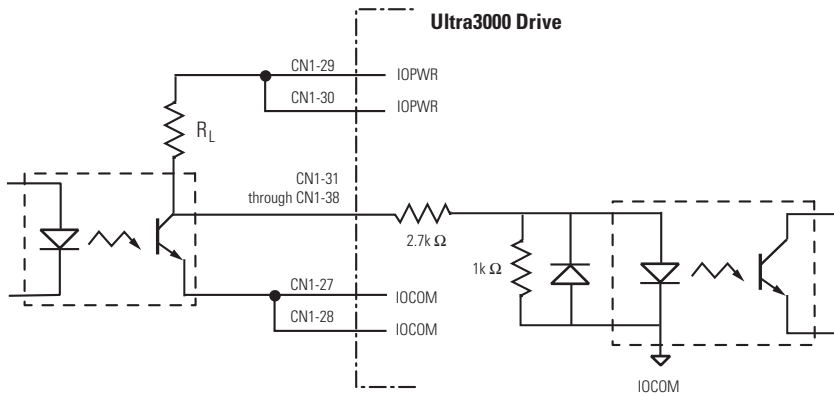 Ultra3000 Drive
CN1-29
IOPWR
CN1-30
IOPWR
RL
CN1-31
through CN1-38
2.7k Ω
1k Ω
CN1-27
IOCOM
CN1-28
IOCOM
IOCOM